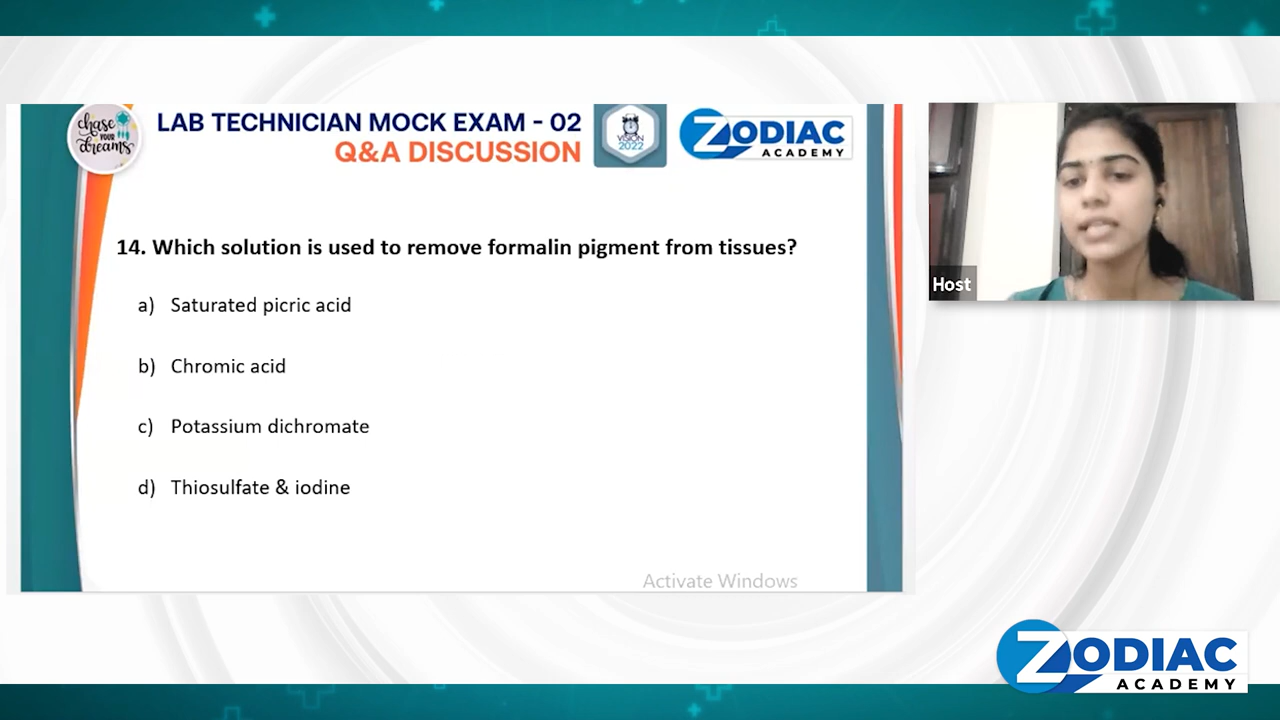 chase
YOUR
dreams
LAB TECHNICIAN MOCK EXAM - 02
Q&A DISCUSSION
VISION
2022
ZODIAC
ACADEMY
14. Which solution is used to remove formalin pigment from tissues?
a) Saturated picric acid
b) Chromic acid
c) Potassium dichromate
d) Thiosulfate & iodine
Activate Windows
Host
ZODIAC
ACADEMY